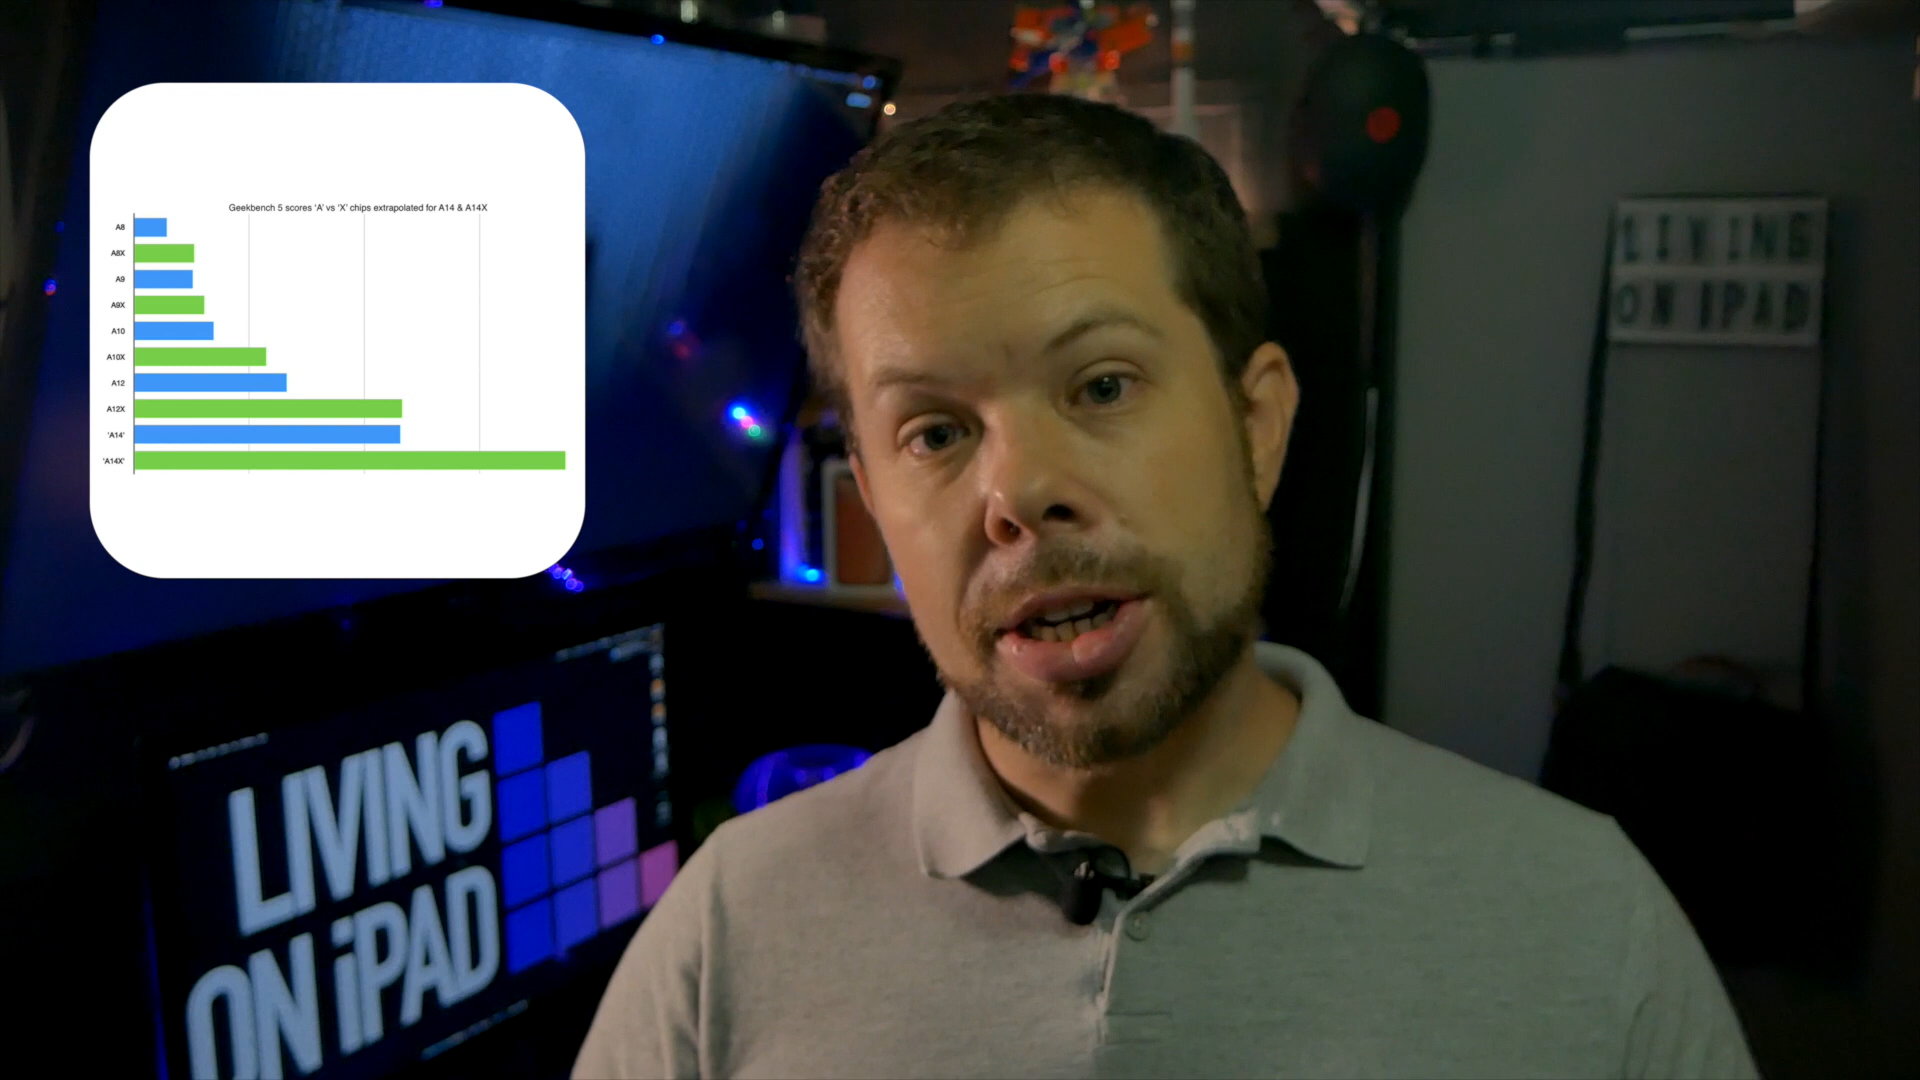 Geekbench 5 scores 'A' vs 'X' chips extrapolated for A14 & A14X
A8
A8X
A9
A9X
A10
A10X
A12
A12X
'A14'
'A14X'
LIVING
ON iPAD
LIVING
ON IPAD